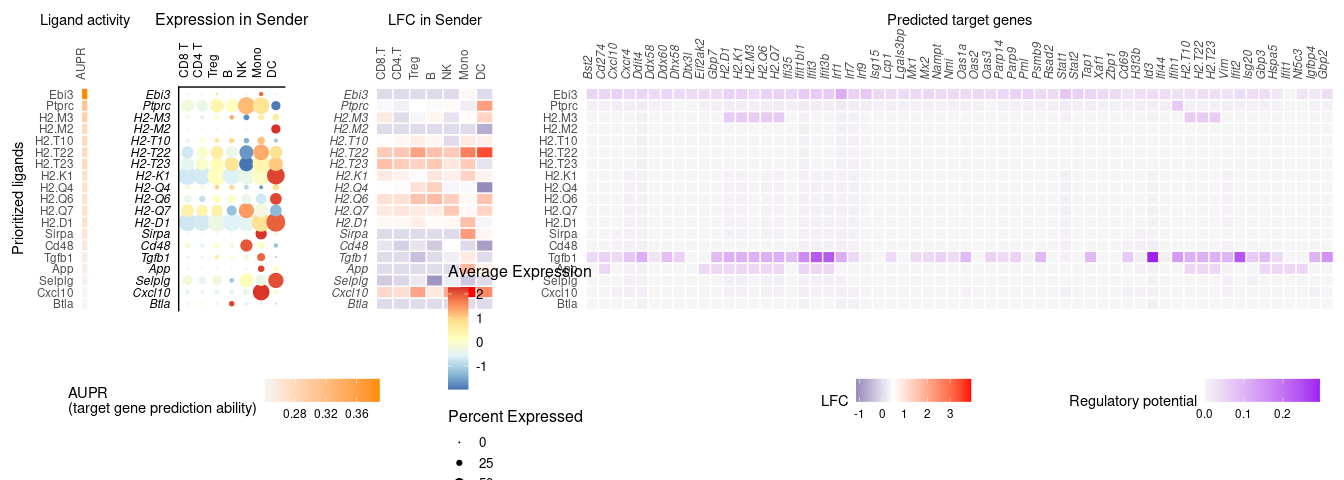 Ligand activity
Expression in Sender
LFC in Sender
Predicted target genes
AUPR
CD8 T
CD4 T
Treg
B
NK
Mono
DC
CD8.T
CD4.T
Treg
B
NK
Mono
DC
Bst2
Cd274
Cxcl10
Cxcr4
Ddit4
Ddx58
Ddx60
Dhx58
Dtx3l
Eif2ak2
Gbp7
H2.D1
H2.K1
H2.M3
H2.Q6
H2.Q7
Ifi35
Ifit1bl1
Ifit3
Ifit3b
Irf1
Irf7
Irf9
Isg15
Lcp1
Lgals3bp
Mx1
Mx2
Nampt
Nmi
Oas1a
Oas2
Oas3
Parp14
Parp9
Pml
Psmb9
Rsad2
Stat1
Stat2
Tap1
Xaf1
Zbp1
Cd69
H3f3b
Id3
Ifi44
Ifih1
H2.T10
H2.T22
H2.T23
Vim
Ifit2
Isg20
Gbp3
Hspa5
Ifit1
Nt5c3
Igfbp4
Gbp2
Prioritized ligands
Ebi3
Ptprc
H2.M3
H2.M2
H2.T10
H2.T22
H2.T23
H2.K1
H2.Q4
H2.Q6
H2.Q7
H2.D1
Sirpa
Cd48
Tgfb1
App
Selplg
Cxcl10
Btla
Ebi3
Ptprc
H2-M3
H2-M2
H2-T10
H2-T22
H2-T23
H2-K1
H2-Q4
H2-Q6
H2-Q7
H2-D1
Sirpa
Cd48
Tgfb1
App
Selplg
Cxcl10
Btla
Ebi3
Ptprc
H2.M3
H2.M2
H2.T10
H2.T22
H2.T23
H2.K1
H2.Q4
H2.Q6
H2.Q7
H2.D1
Sirpa
Cd48
Tgfb1
App
Selplg
Cxcl10
Btla
Ebi3
Ptprc
H2.M3
H2.M2
H2.T10
H2.T22
H2.T23
H2.K1
H2.Q4
H2.Q6
H2.Q7
H2.D1
Sirpa
Cd48
Tgfb1
App
Selplg
Cxcl10
Btla
Average Expression
2
1
0
-1
Percent Expressed
0
25
50
AUPR
(target gene prediction ability)
0.28 0.32 0.36
LFC
-1 0 1 2 3
Regulatory potential
0.0 0.1 0.2